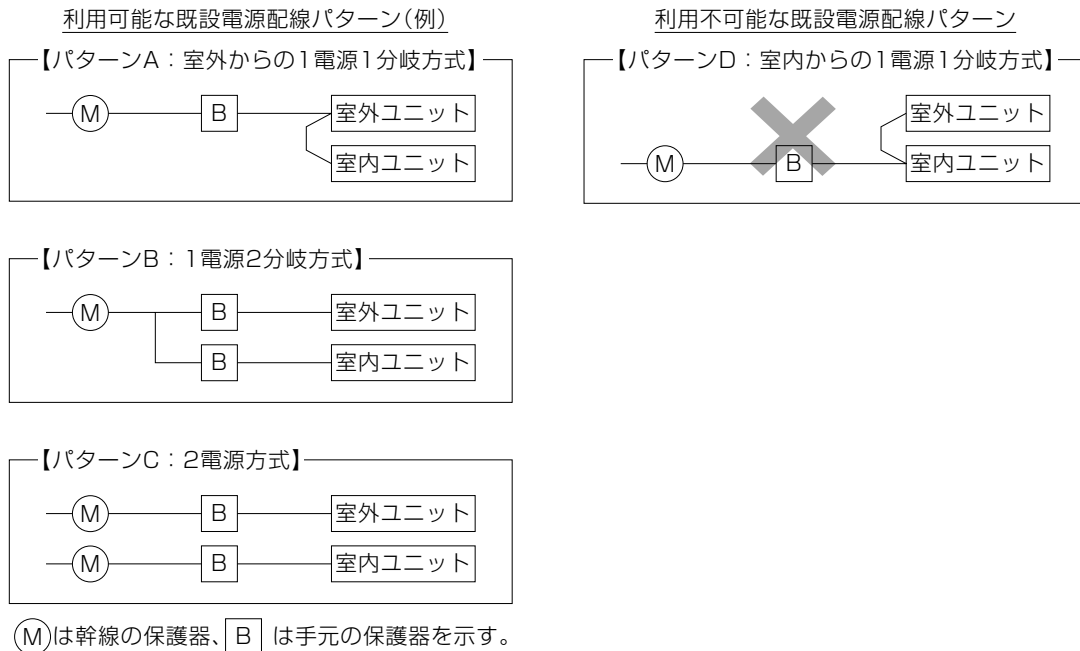 利用可能な既設電源配線パターン(例)
【パターンA：室外からの1電源1分岐方式】
M B 室外ユニット
室内ユニット
【パターンB：1電源2分岐方式】
M B 室外ユニット
B 室内ユニット
【パターンC：2電源方式】
M B 室外ユニット
M B 室内ユニット
Mは幹線の保護器、B は手元の保護器を示す。
利用不可能な既設電源配線パターン
【パターンD：室内からの1電源1分岐方式】
室外ユニット
M B 室内ユニット